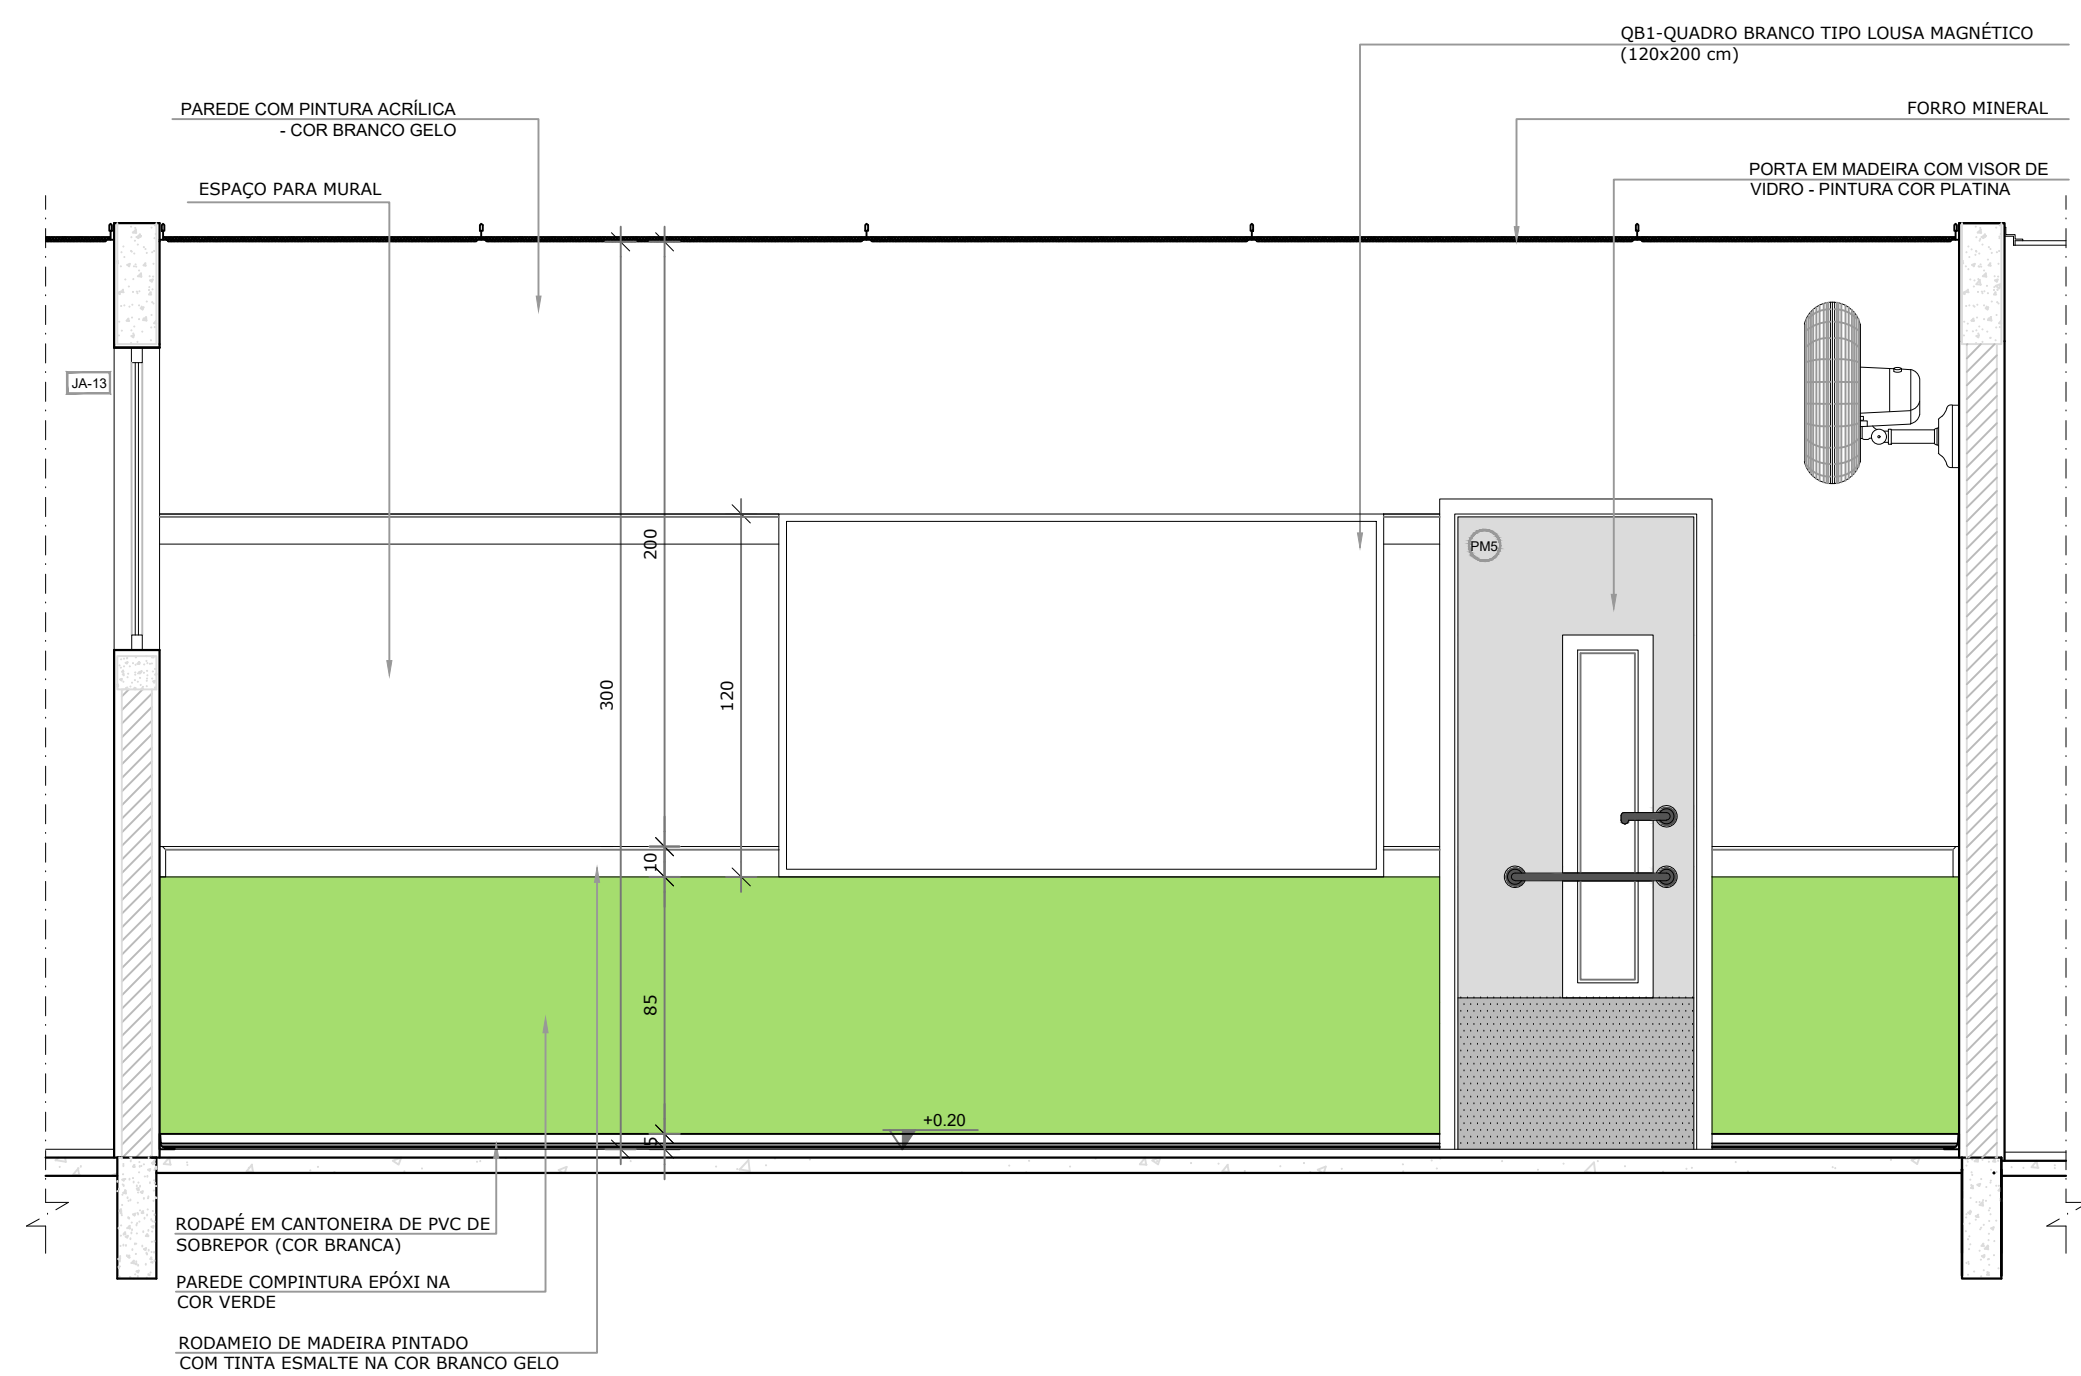 QB1-QUADRO BRANCO TIPO LOUSA MAGNÉTICO
(120x200 cm)
PAREDE COM PINTURA ACRÍLICA
- COR BRANCO GELO
FORRO MINERAL
ESPAÇO PARA MURAL
PORTA EM MADEIRA COM VISOR DE
VIDRO - PINTURA COR PLATINA
JA-13
PM5
200
300
120
10
85
5
+0.20
RODAPÉ EM CANTONEIRA DE PVC DE
SOBREPOR (COR BRANCA)
PAREDE COMPINTURA EPÓXI NA
COR VERDE
RODAMEIO DE MADEIRA PINTADO
COM TINTA ESMALTE NA COR BRANCO GELO